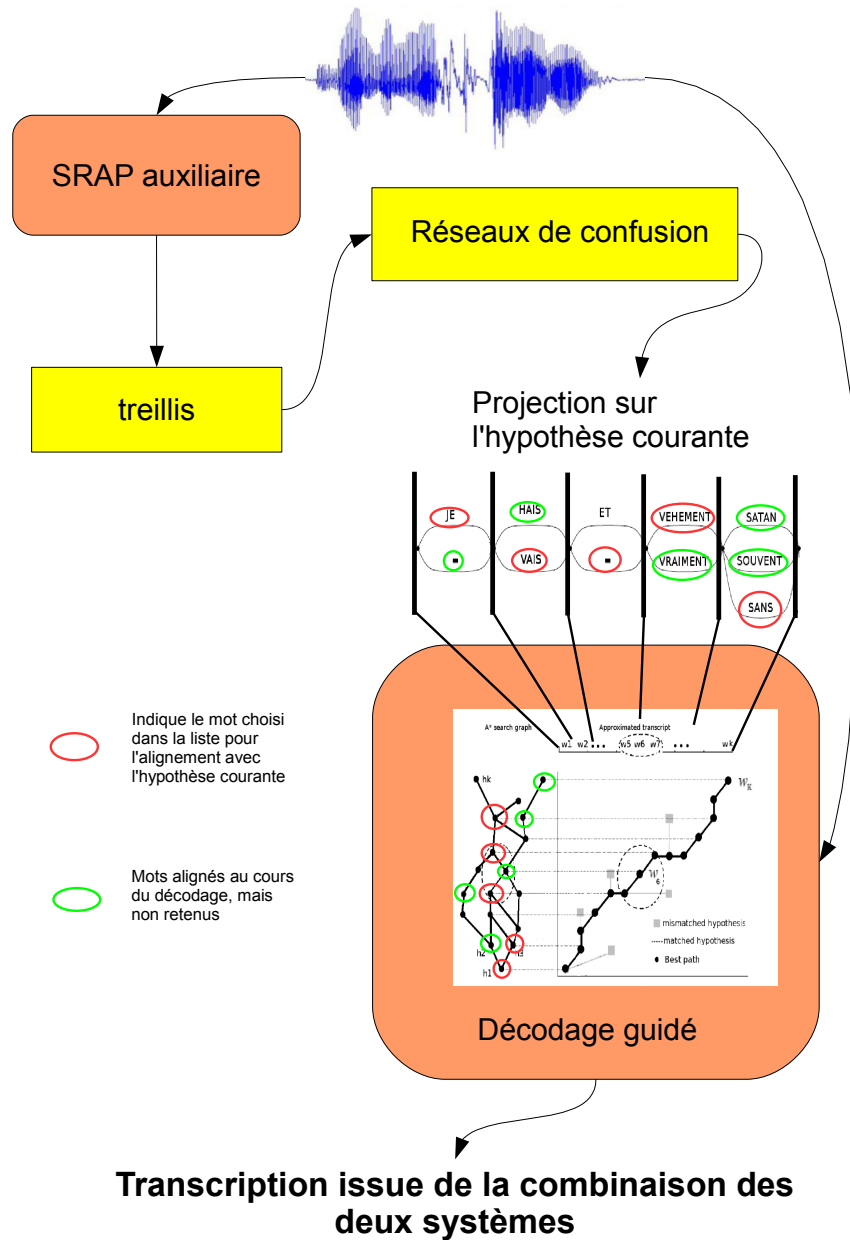 SRAP auxiliaire
Réseaux de confusion
treillis
Projection sur
l'hypothèse courante
JE
HAIS
ET
VEHEMENT
SATAN
VAIS
VRAIMENT
SOUVENT
SANS
Indique le mot choisi
dans la liste pour
l'alignement avec
l'hypothèse courante
Mots alignés au cours
du décodage, mais
non retenus
A* search graph
Approximated transcript
w1 w2 ... w5 w6 w7 ... wk
hk
W_K
W_6
mismatched hypothesis
matched hypothesis
Best path
h2
h3
h1
Décodage guidé
Transcription issue de la combinaison des
deux systèmes